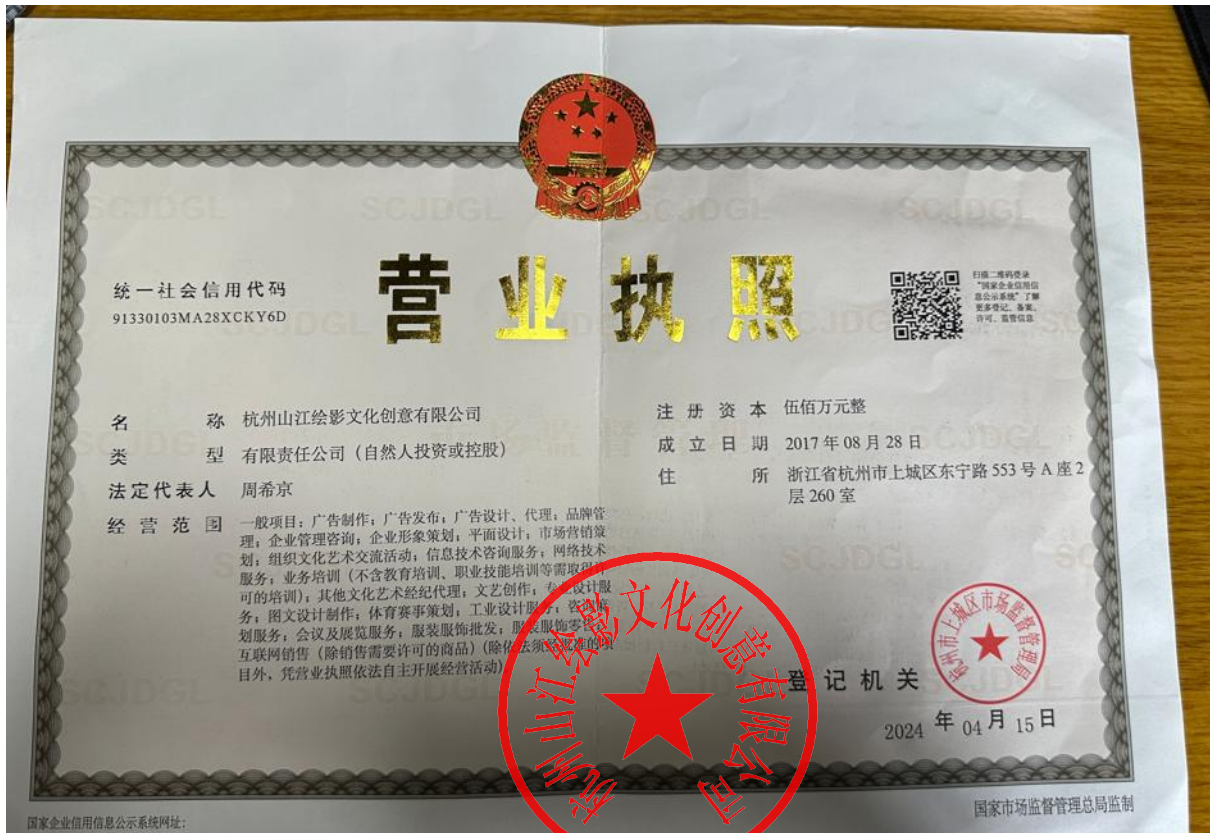 营业执照
统一社会信用代码
91330103MA28XCKY6D
扫描二维码登录
“国家企业信用信
息公示系统”了解
更多登记、备案、
许可、监管信息
名称 杭州山江绘影文化创意有限公司
类型 有限责任公司（自然人投资或控股）
法定代表人 周希京
经营范围 一般项目：广告制作；广告发布；广告设计、代理；品牌管
理；企业管理咨询；企业形象策划；平面设计；市场营销策
划；组织文化艺术交流活动；信息技术咨询服务；网络技术
服务；业务培训（不含教育培训、职业技能培训等需取得许
可的培训）；其他文化艺术经纪代理；文艺创作；专业设计服
务；图文设计制作；体育赛事策划；工业设计服务；咨询策
划服务；会议及展览服务；服装服饰批发；服装服饰零售；
互联网销售（除销售需要许可的商品）(除依法须经批准的项
目外，凭营业执照依法自主开展经营活动)
注册资本 伍佰万元整
成立日期 2017年08月28日
住所 浙江省杭州市上城区东宁路553号A座2
层260室
杭州山江绘影文化创意有限公司
杭州市上城区市场监督管理局
登记机关
2024年04月15日
国家企业信用信息公示系统网址：
国家市场监督管理总局监制